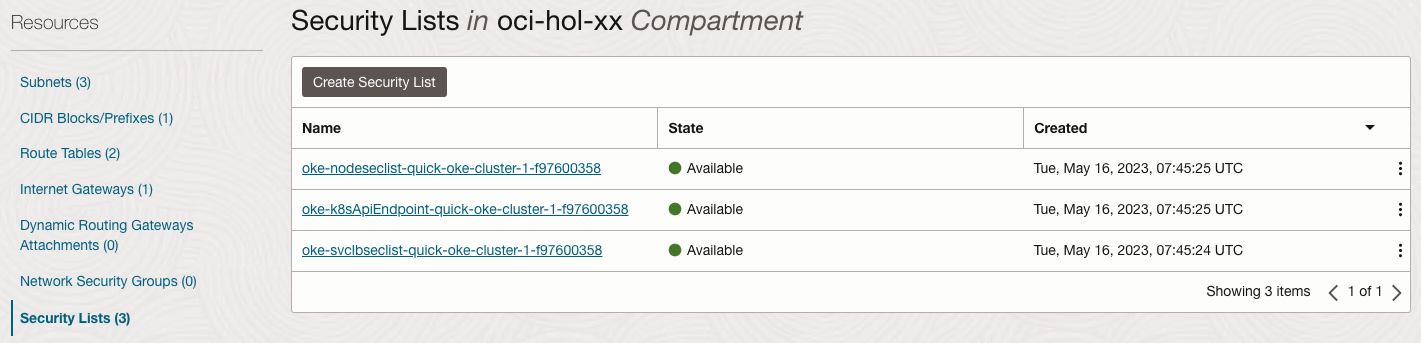 Resources
Subnets (3)
CIDR Blocks/Prefixes (1)
Route Tables (2)
Internet Gateways (1)
Dynamic Routing Gateways
Attachments (0)
Network Security Groups (0)
Security Lists (3)
Security Lists in oci-hol-xx Compartment
Create Security List
Name State Created
oke-nodeseclist-quick-oke-cluster-1-f97600358 Available Tue, May 16, 2023, 07:45:25 UTC
oke-k8sApiEndpoint-quick-oke-cluster-1-f97600358 Available Tue, May 16, 2023, 07:45:25 UTC
oke-svclbseclist-quick-oke-cluster-1-f97600358 Available Tue, May 16, 2023, 07:45:24 UTC
Showing 3 items 1 of 1